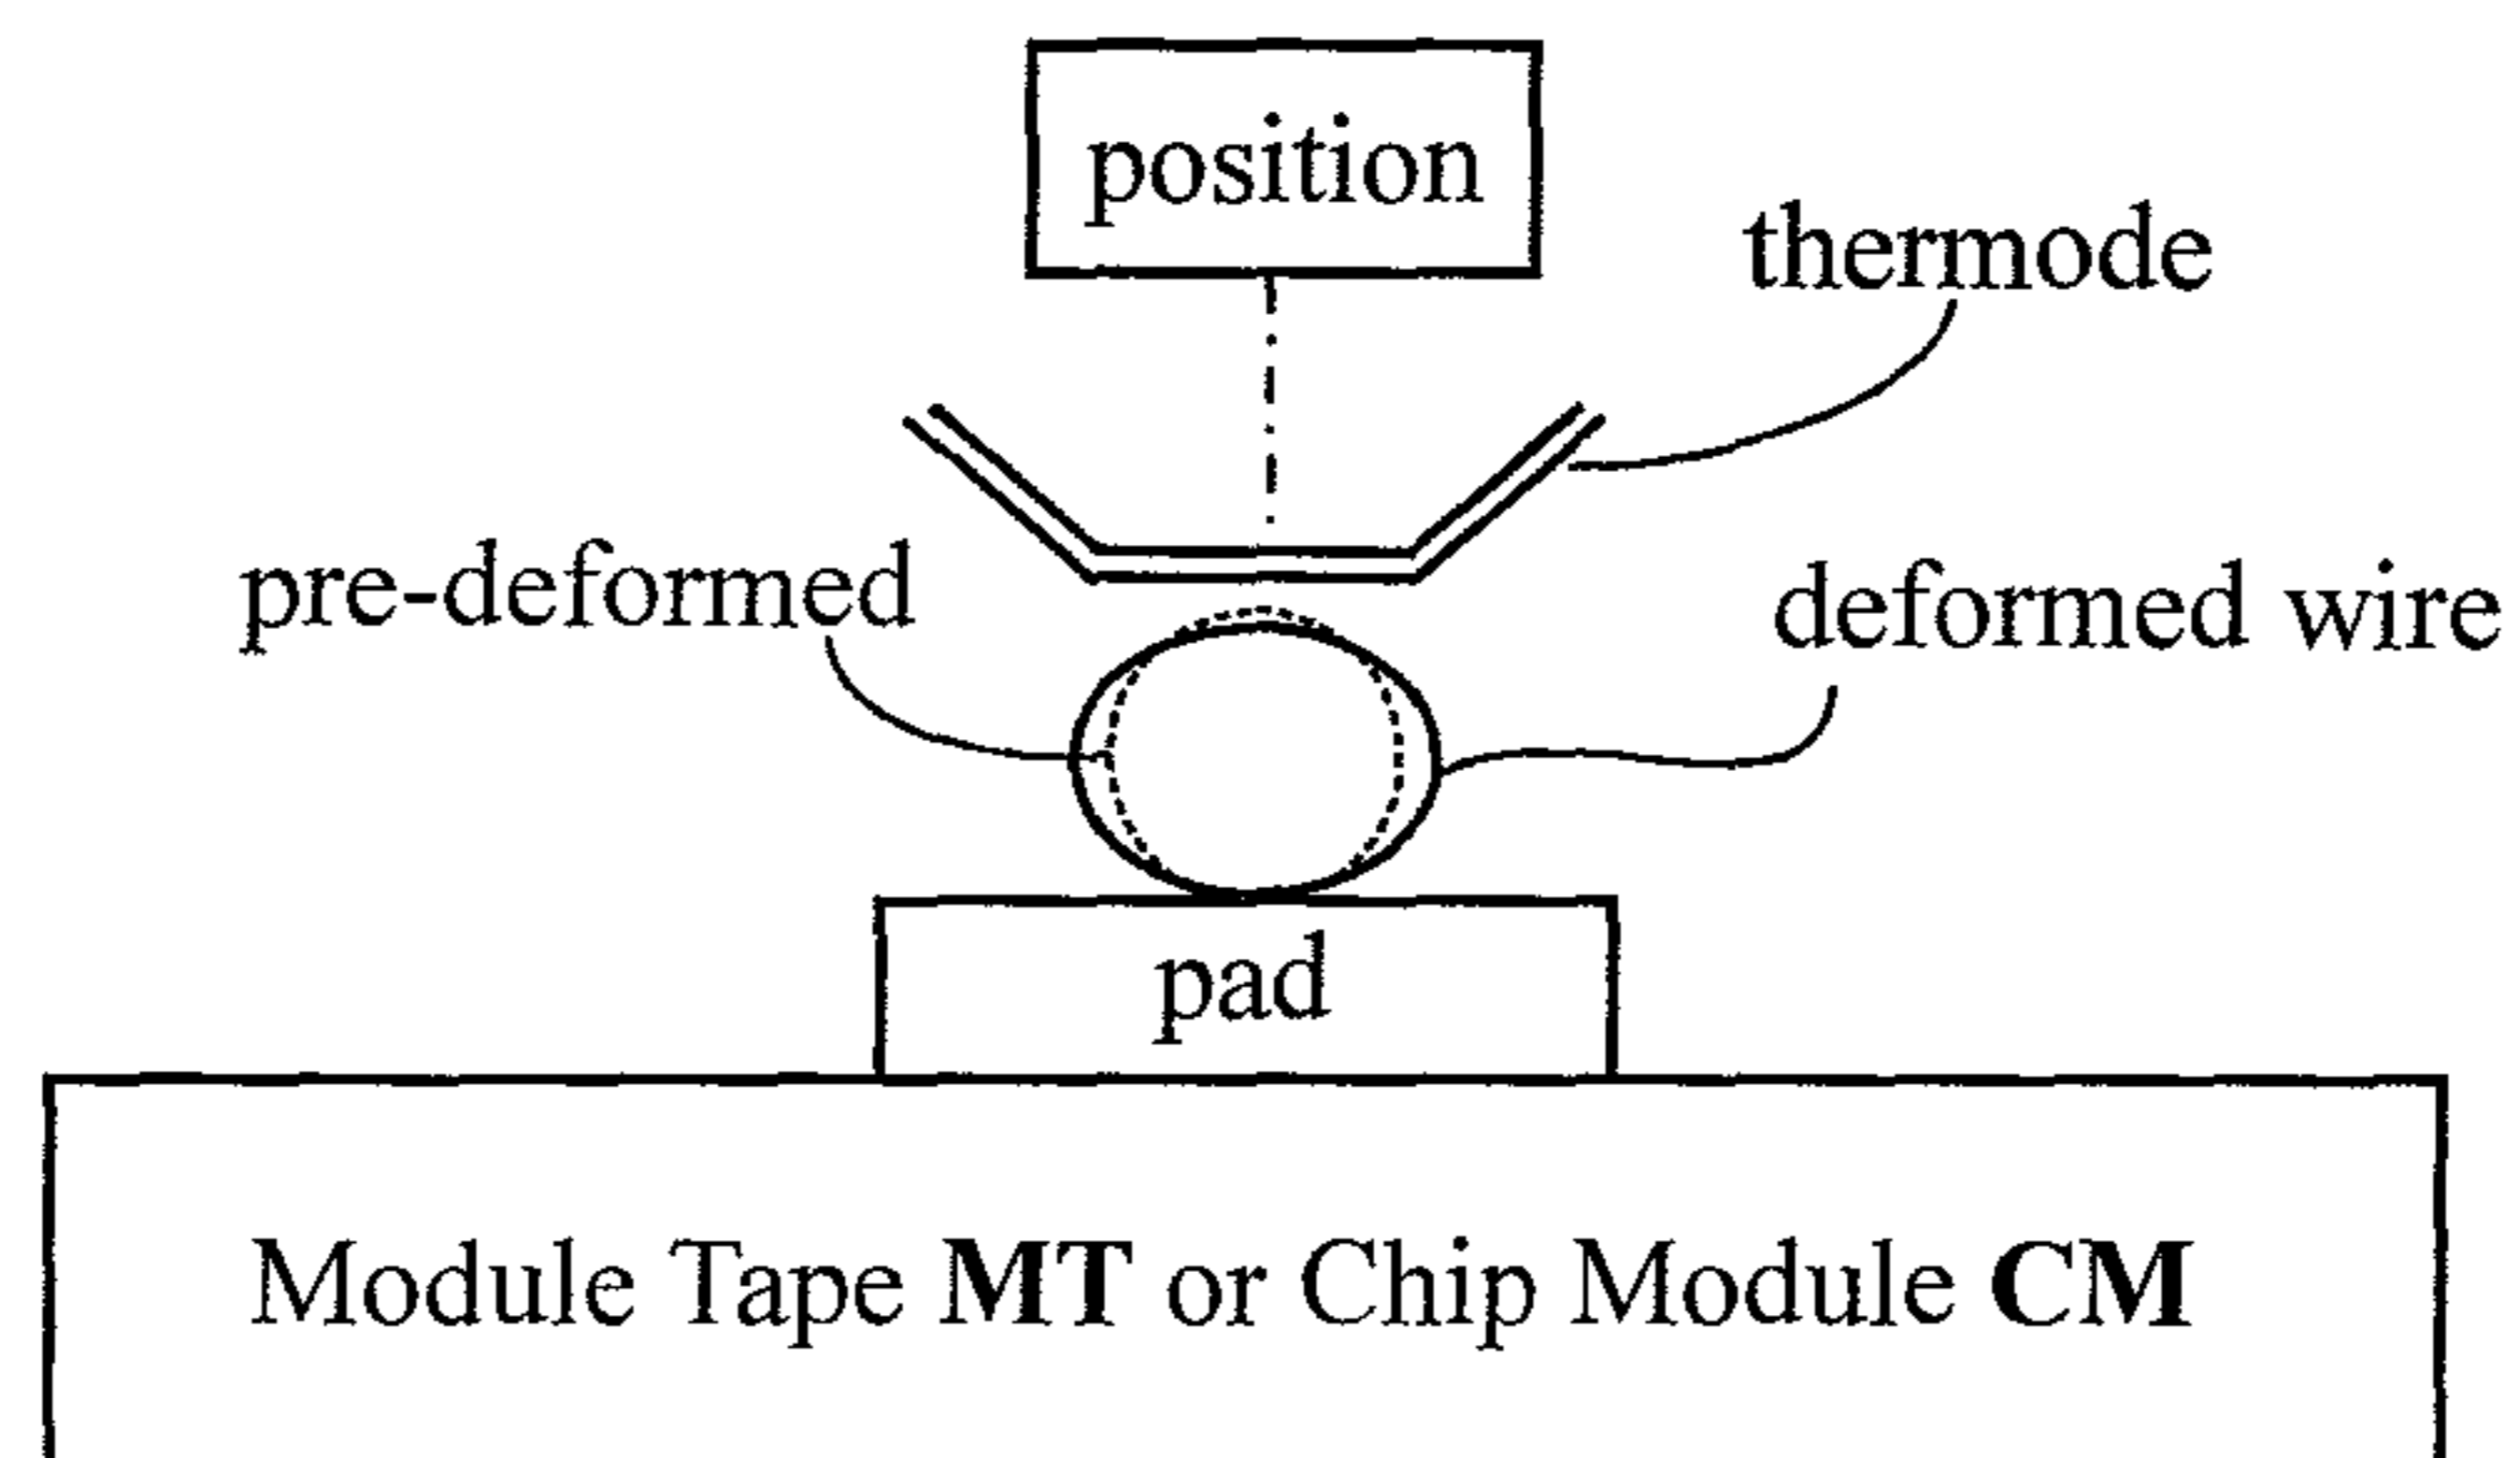 position
thermode
pre-deformed
deformed wire
pad
Module Tape MT or Chip Module CM